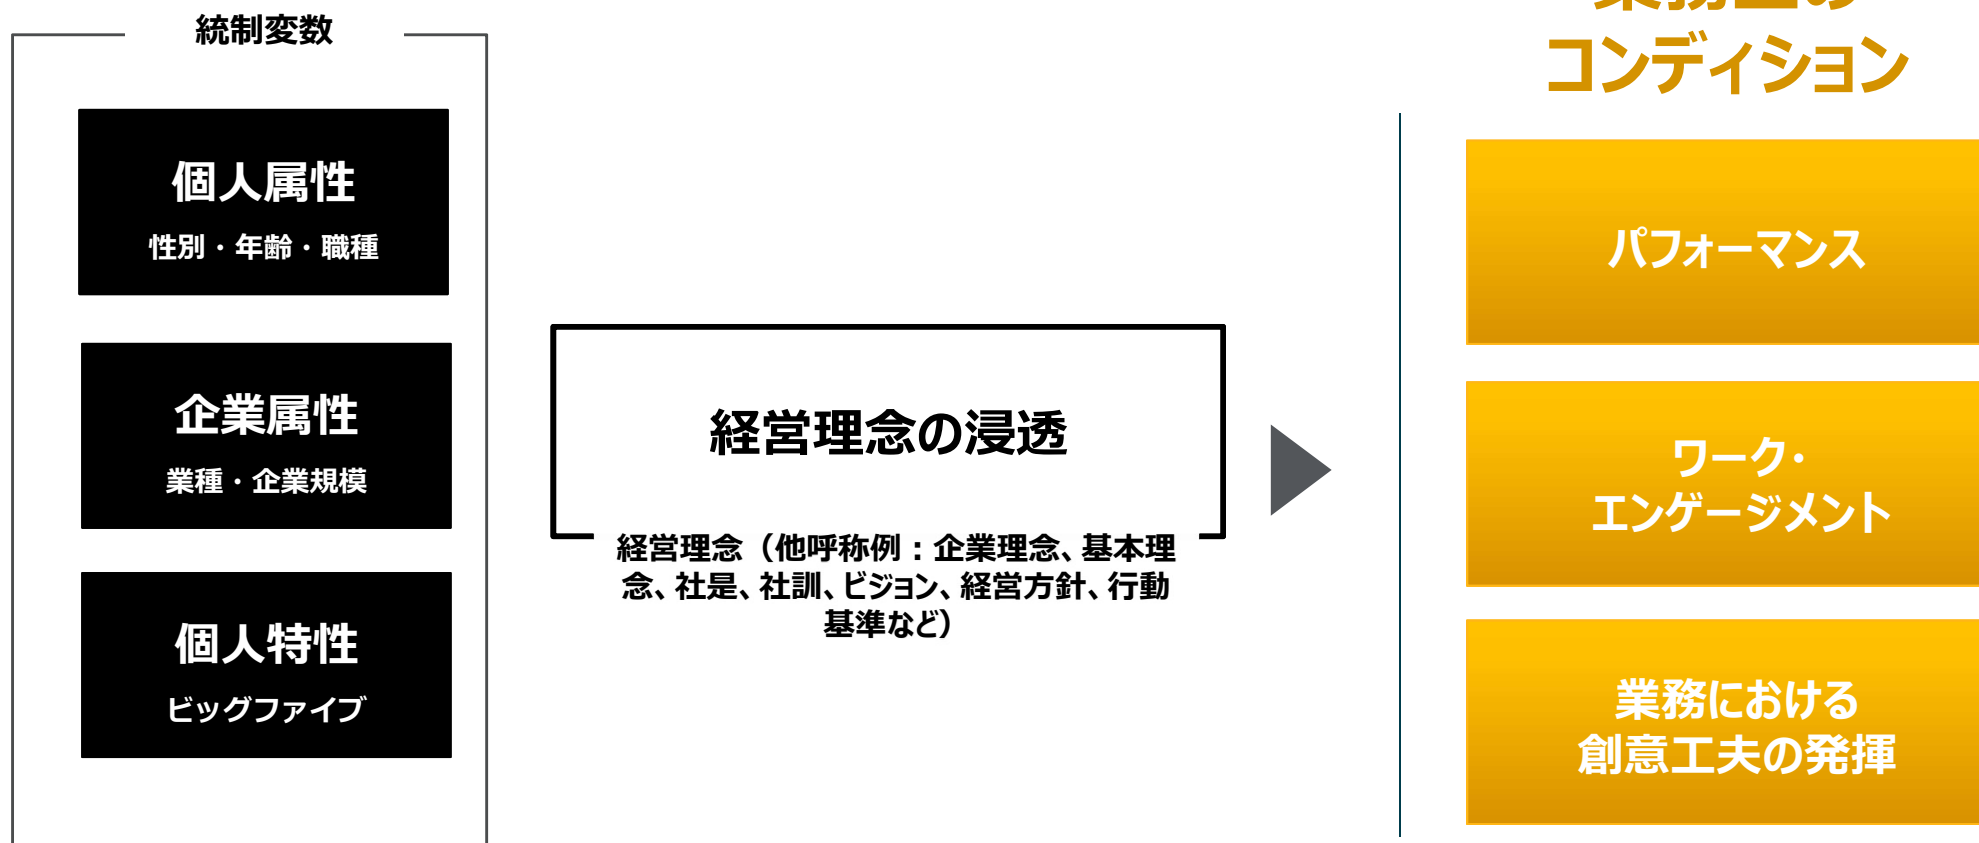 統制変数
個人属性
性別・年齢・職種
企業属性
業種・企業規模
個人特性
ビッグファイブ
経営理念の浸透
経営理念（他呼称例：企業理念、基本理
念、社是、社訓、ビジョン、経営方針、行動
基準など）
業務上の
コンディション
パフォーマンス
ワーク・
エンゲージメント
業務における
創意工夫の発揮